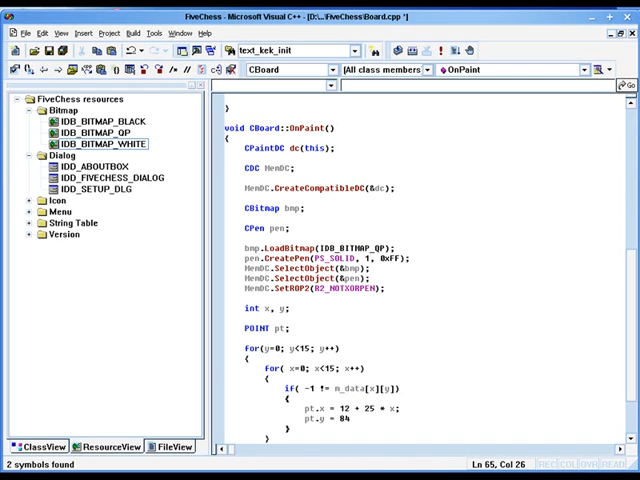 FiveChess - Microsoft Visual C++ - [D:\...FiveChess\Board.cpp *]
File Edit View Insert Project Build Tools Window Help
text_kek_init
CBoard [All class members] OnPaint
Go
FiveChess resources
Bitmap
IDB_BITMAP_BLACK
IDB_BITMAP_QP
IDB_BITMAP_WHITE
Dialog
IDD_ABOUTBOX
IDD_FIVECHESS_DIALOG
IDD_SETUP_DLG
Icon
Menu
String Table
Version
ClassView ResourceView FileView
}
void CBoard::OnPaint()
{
CPaintDC dc(this);
CDC MemDC;
MemDC.CreateCompatibleDC(&dc);
CBitmap bmp;
CPen pen;
bmp.LoadBitmap(IDB_BITMAP_QP);
pen.CreatePen(PS_SOLID, 1, 0xFF);
MemDC.SelectObject(&bmp);
MemDC.SelectObject(&pen);
MemDC.SetROP2(R2_NOTXORPEN);
int x, y;
POINT pt;
for(y=0; y<15; y++)
{
for( x=0; x<15; x++)
{
if( -1 != m_data[x][y])
{
pt.x = 12 + 25 * x;
pt.y = 84
}
}
2 symbols found
Ln 65, Col 26
REC COL OVR READ